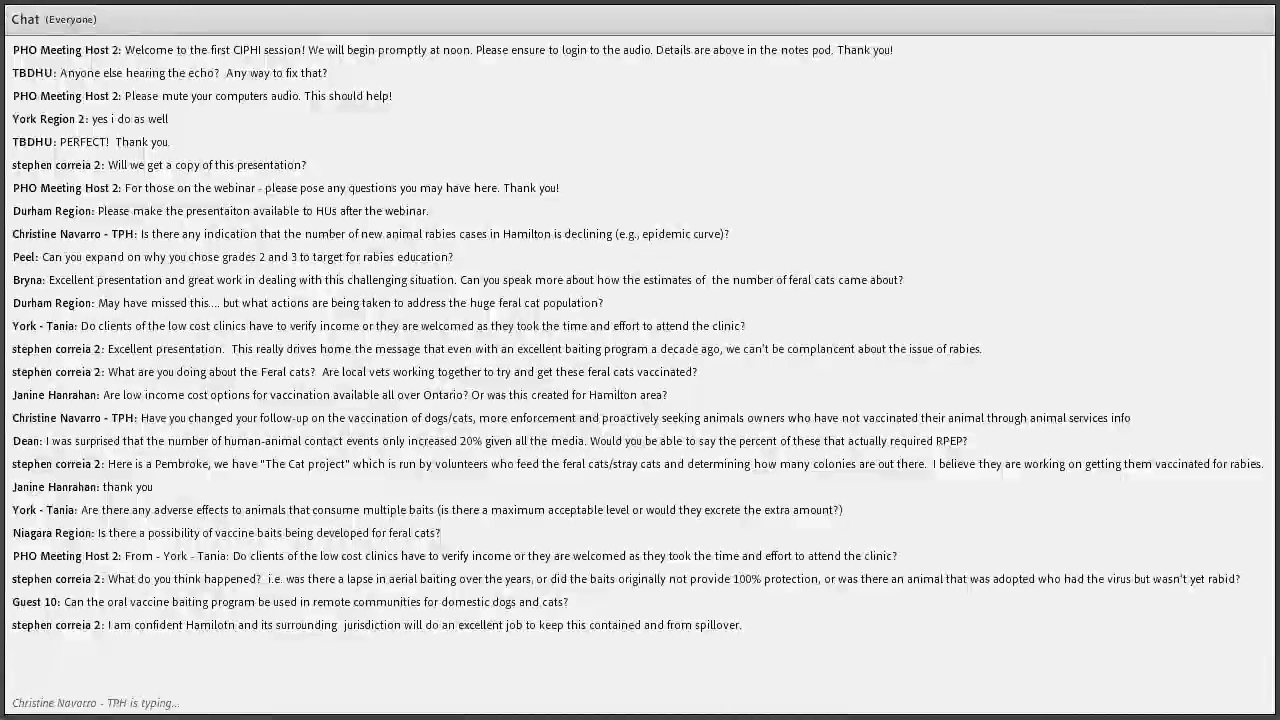 Chat (Everyone)
PHO Meeting Host 2: Welcome to the first CIPHI session! We will begin promptly at noon. Please ensure to login to the audio. Details are above in the notes pod. Thank you!
TBDHU: Anyone else hearing the echo?  Any way to fix that?
PHO Meeting Host 2: Please mute your computers audio. This should help!
York Region 2: yes i do as well
TBDHU: PERFECT!  Thank you.
stephen correia 2: Will we get a copy of this presentation?
PHO Meeting Host 2: For those on the webinar - please pose any questions you may have here. Thank you!
Durham Region: Please make the presentaiton available to HUs after the webinar.
Christine Navarro - TPH: Is there any indication that the number of new animal rabies cases in Hamilton is declining (e.g., epidemic curve)?
Peel: Can you expand on why you chose grades 2 and 3 to target for rabies education?
Bryna: Excellent presentation and great work in dealing with this challenging situation. Can you speak more about how the estimates of  the number of feral cats came about?
Durham Region: May have missed this.... but what actions are being taken to address the huge feral cat population?
York - Tania: Do clients of the low cost clinics have to verify income or they are welcomed as they took the time and effort to attend the clinic?
stephen correia 2: Excellent presentation.  This really drives home the message that even with an excellent baiting program a decade ago, we can't be complancent about the issue of rabies.
stephen correia 2: What are you doing about the Feral cats?  Are local vets working together to try and get these feral cats vaccinated?
Janine Hanrahan: Are low income cost options for vaccination available all over Ontario? Or was this created for Hamilton area?
Christine Navarro - TPH: Have you changed your follow-up on the vaccination of dogs/cats, more enforcement and proactively seeking animals owners who have not vaccinated their animal through animal services info
Dean: I was surprised that the number of human-animal contact events only increased 20% given all the media. Would you be able to say the percent of these that actually required RPEP?
stephen correia 2: Here is a Pembroke, we have "The Cat project" which is run by volunteers who feed the feral cats/stray cats and determining how many colonies are out there.  I believe they are working on getting them vaccinated for rabies.
Janine Hanrahan: thank you
York - Tania: Are there any adverse effects to animals that consume multiple baits (is there a maximum acceptable level or would they excrete the extra amount?)
Niagara Region: Is there a possibility of vaccine baits being developed for feral cats?
PHO Meeting Host 2: From - York - Tania: Do clients of the low cost clinics have to verify income or they are welcomed as they took the time and effort to attend the clinic?
stephen correia 2: What do you think happened?  i.e. was there a lapse in aerial baiting over the years, or did the baits originally not provide 100% protection, or was there an animal that was adopted who had the virus but wasn't yet rabid?
Guest 10: Can the oral vaccine baiting program be used in remote communities for domestic dogs and cats?
stephen correia 2: I am confident Hamilotn and its surrounding  jurisdiction will do an excellent job to keep this contained and from spillover.
Christine Navarro - TPH is typing...